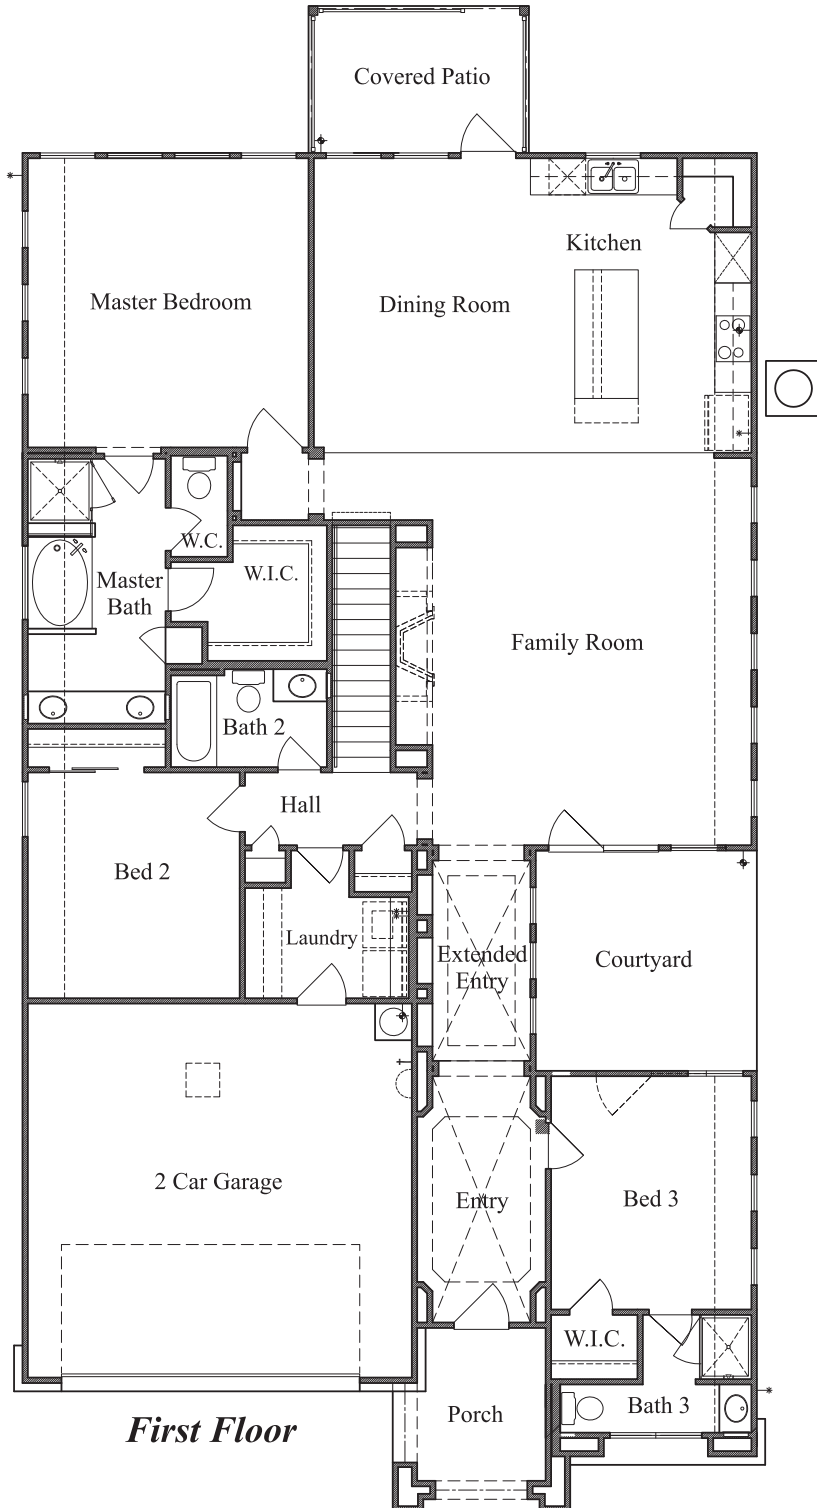 Covered Patio
Kitchen
Master Bedroom
Dining Room
W.C.
Master
Bath
W.I.C.
Family Room
Bath 2
Hall
Bed 2
Laundry
Extended
Entry
Courtyard
2 Car Garage
Entry
Bed 3
W.I.C.
Porch
Bath 3
First Floor